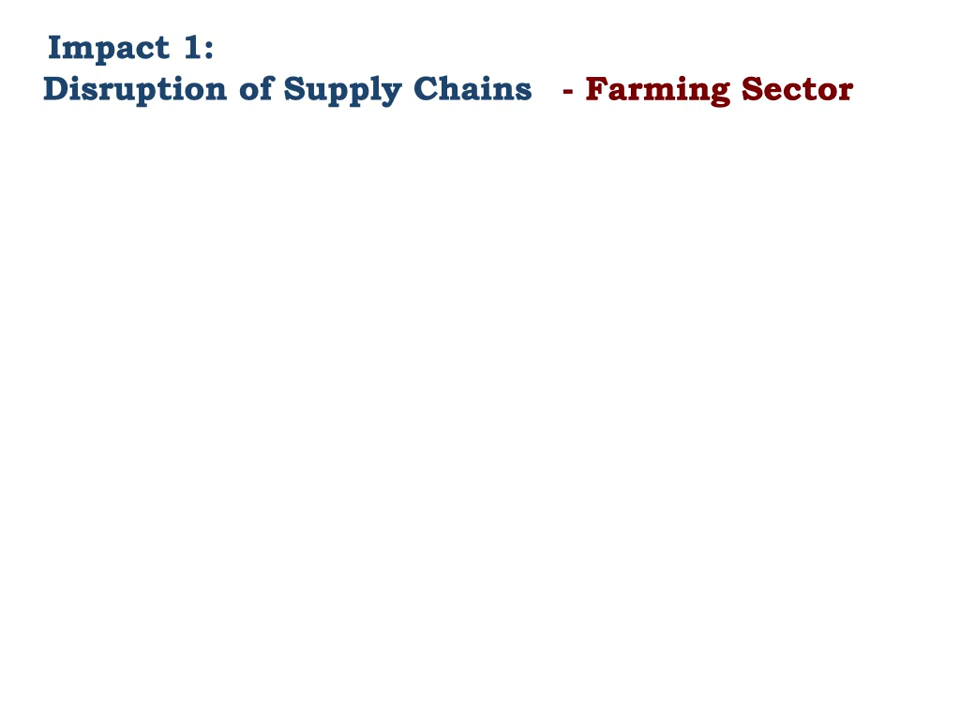 Impact 1:
Disruption of Supply Chains - Farming Sector